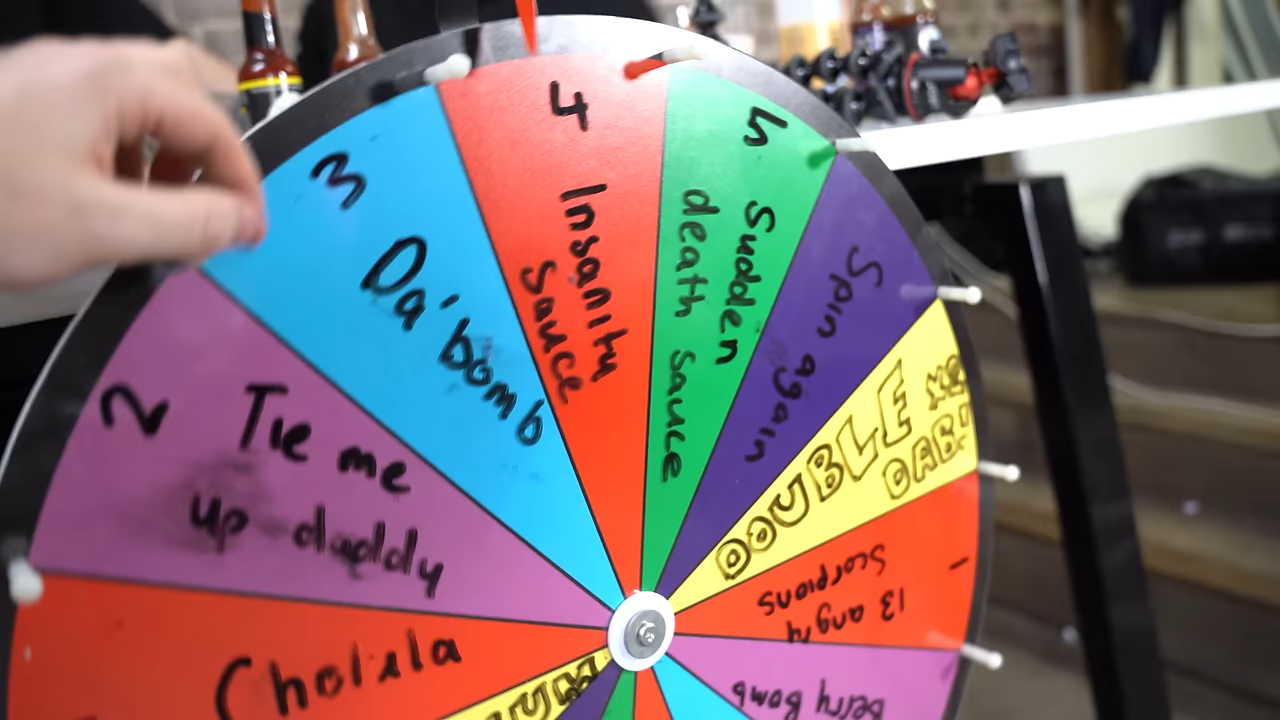 Cholula
2
Tie me
up daddy
3
Da'bomb
4
Insanity
Sauce
5
Sudden
death sauce
Spin again
DOUBLE
DAB!
1
13 angry
Scorpions
berry Bomb